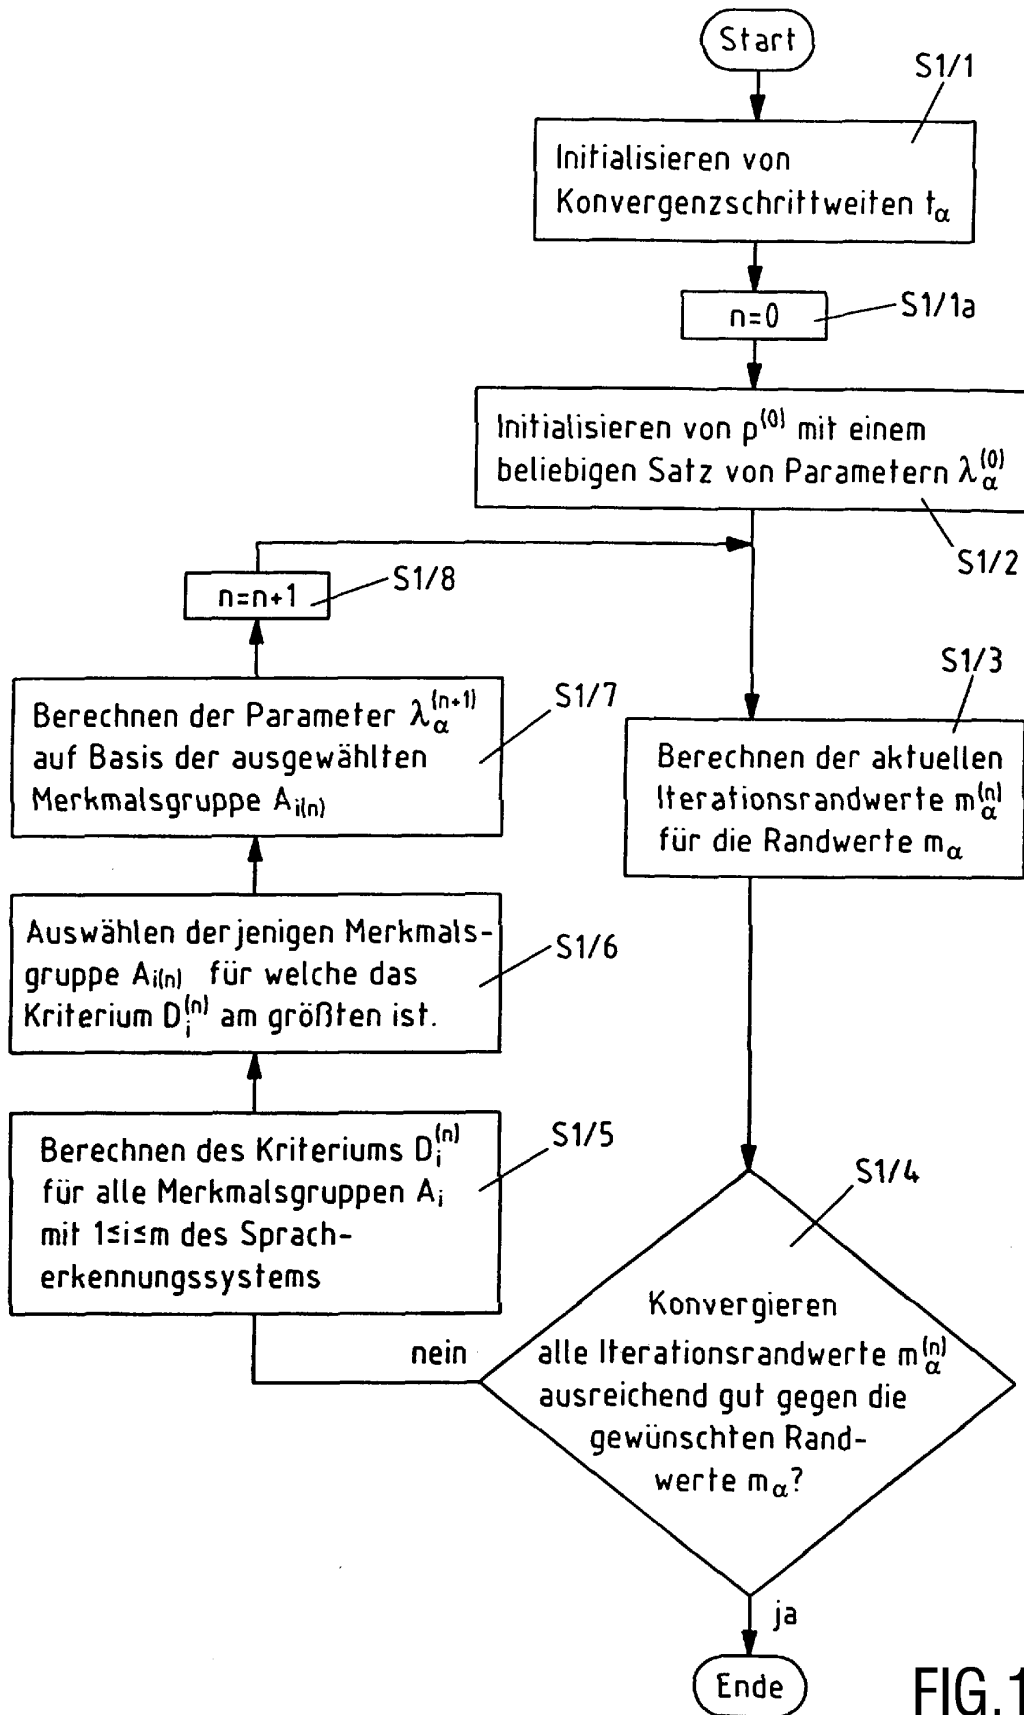 Start
S1/1
Initialisieren von
Konvergenzschrittweiten t_α
n=0
S1/1a
Initialisieren von p^(0) mit einem
beliebigen Satz von Parametern λ_α^(0)
S1/2
n=n+1
S1/8
S1/3
Berechnen der aktuellen
Iterationsrandwerte m_α^(n)
für die Randwerte m_α
Berechnen der Parameter λ_α^(n+1)
auf Basis der ausgewählten
Merkmalsgruppe A_i(n)
S1/7
Auswählen derjenigen Merkmals-
gruppe A_i(n) für welche das
Kriterium D_i^(n) am größten ist.
S1/6
Berechnen des Kriteriums D_i^(n)
für alle Merkmalsgruppen A_i
mit 1≤i≤m des Sprach-
erkennungssystems
S1/5
S1/4
Konvergieren
alle Iterationsrandwerte m_α^(n)
ausreichend gut gegen die
gewünschten Rand-
werte m_α?
nein
ja
Ende
FIG.1